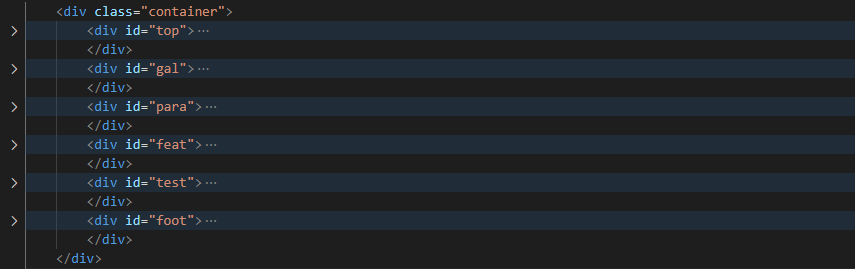 <div class="container">
<div id="top">…
</div>
<div id="gal">…
</div>
<div id="para">…
</div>
<div id="feat">…
</div>
<div id="test">…
</div>
<div id="foot">…
</div>
</div>